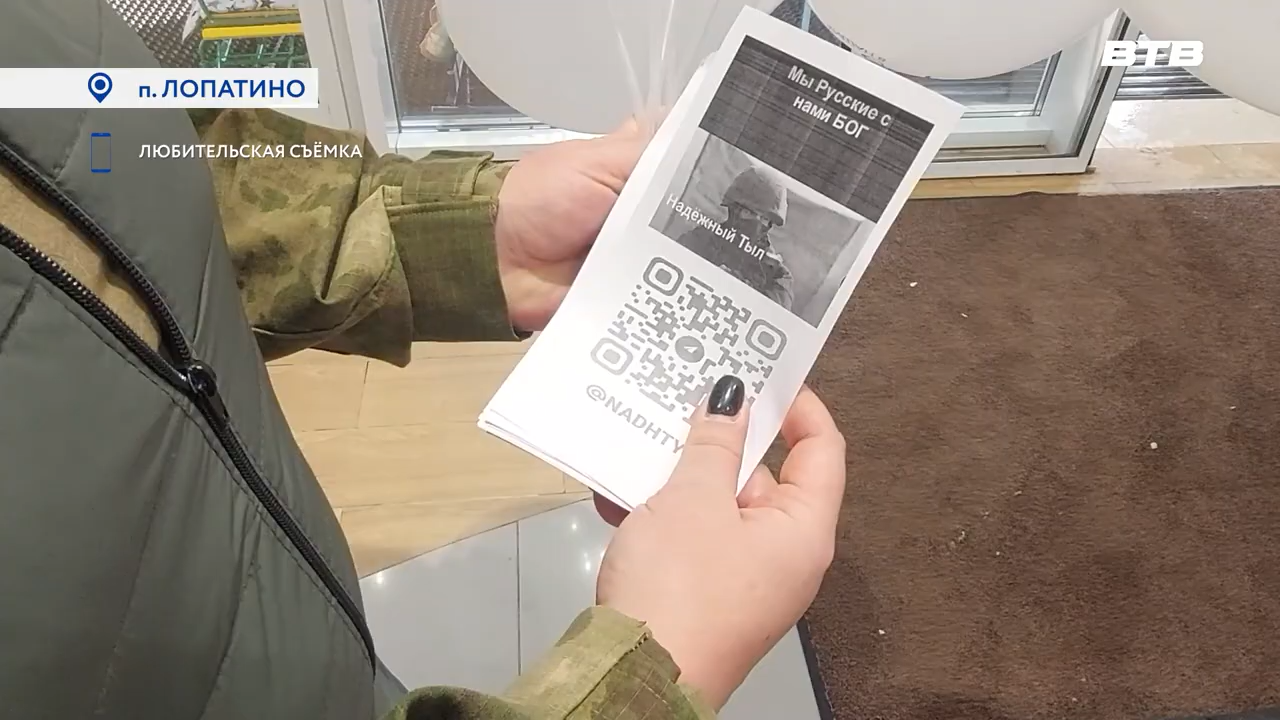 п. ЛОПАТИНО
ЛЮБИТЕЛЬСКАЯ СЪЁМКА
ВТВ
Мы Русские с
нами БОГ
Надёжный Тыл